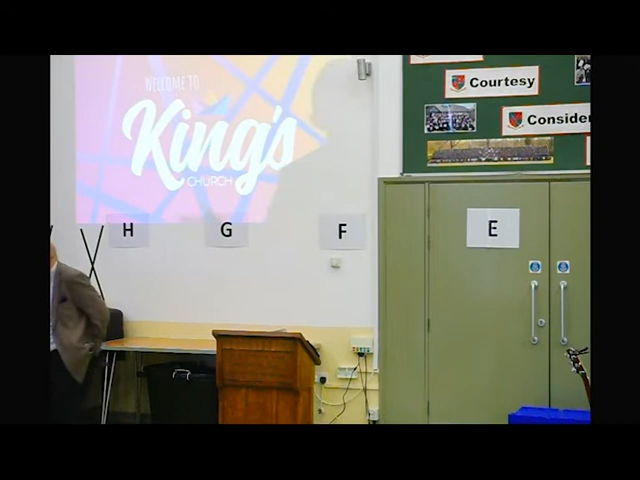 WELCOME TO
King's
CHURCH
Courtesy
Consider
H
G
F
E